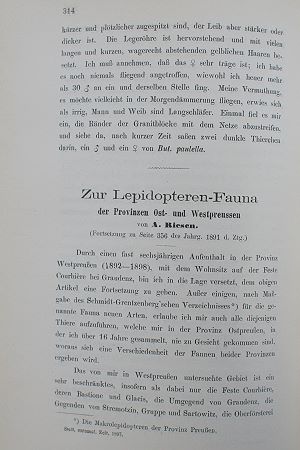 314
kürzer und plötzlicher zugespitzt sind, der Leib aber stärker oder
dicker ist. Die Legeröhre ist hervorstehend und mit vielen
langen und kurzen, wagerecht abstehenden gelblichen Haaren be-
setzt. Ich muß annehmen, daß das ♀ sehr träge ist; ich habe
es noch niemals fliegend angetroffen, wiewohl ich heuer mehr
als 30 ♂ an ein und derselben Stelle fing. Meine Vermuthung,
es möchte vielleicht in der Morgendämmerung fliegen, erwies sich
als irrig, Mann und Weib sind Langschläfer. Einmal fiel es mir
ein, die Ränder der Granitblöcke mit dem Netze abzustreifen,
und siehe da, nach kurzer Zeit saßen zwei dunkle Thierchen
darin, ein ♂ und ein ♀ von But.
Zur Lepidopteren-Fauna
der Provinzen Ost- und Westpreussen
von A. Riesen.
(Fortsetzung zu Seite 356 des Jahrg. 1891 d. Ztg.)
Durch einen fast sechsjährigen Aufenthalt in der Provinz
Westpreußen (1892—1898), mit dem Wohnsitz auf der Feste
Courbière bei Graudenz, bin ich in die Lage versetzt, dem obigen
Artikel eine Fortsetzung zu geben. Außer einigen, nach Maß-
gabe des Schmidt-Grentzenberg'schen Verzeichnisses*) für die ge-
nannte Fauna neuen Arten, erlaube ich mir auch alle diejenigen
Thiere aufzuführen, welche mir in der Provinz Ostpreußen, in
der ich über 16 Jahre gesammelt, nie zu Gesicht gekommen sind,
woraus sich eine Verschiedenheit der Faunen beider Provinzen
ergeben wird.
Das von mir in Westpreußen untersuchte Gebiet ist ein
sehr beschränktes, insofern als dabei nur die Feste Courbière,
deren Bastione und Glacis, die Umgegend von Graudenz, die
Gegenden von Stremotzin, Gruppe und Sartowitz, die Oberförsterei
*) Die Makrolepidopteren der Provinz Preußen.
Stett. entomol. Zeit. 1897.